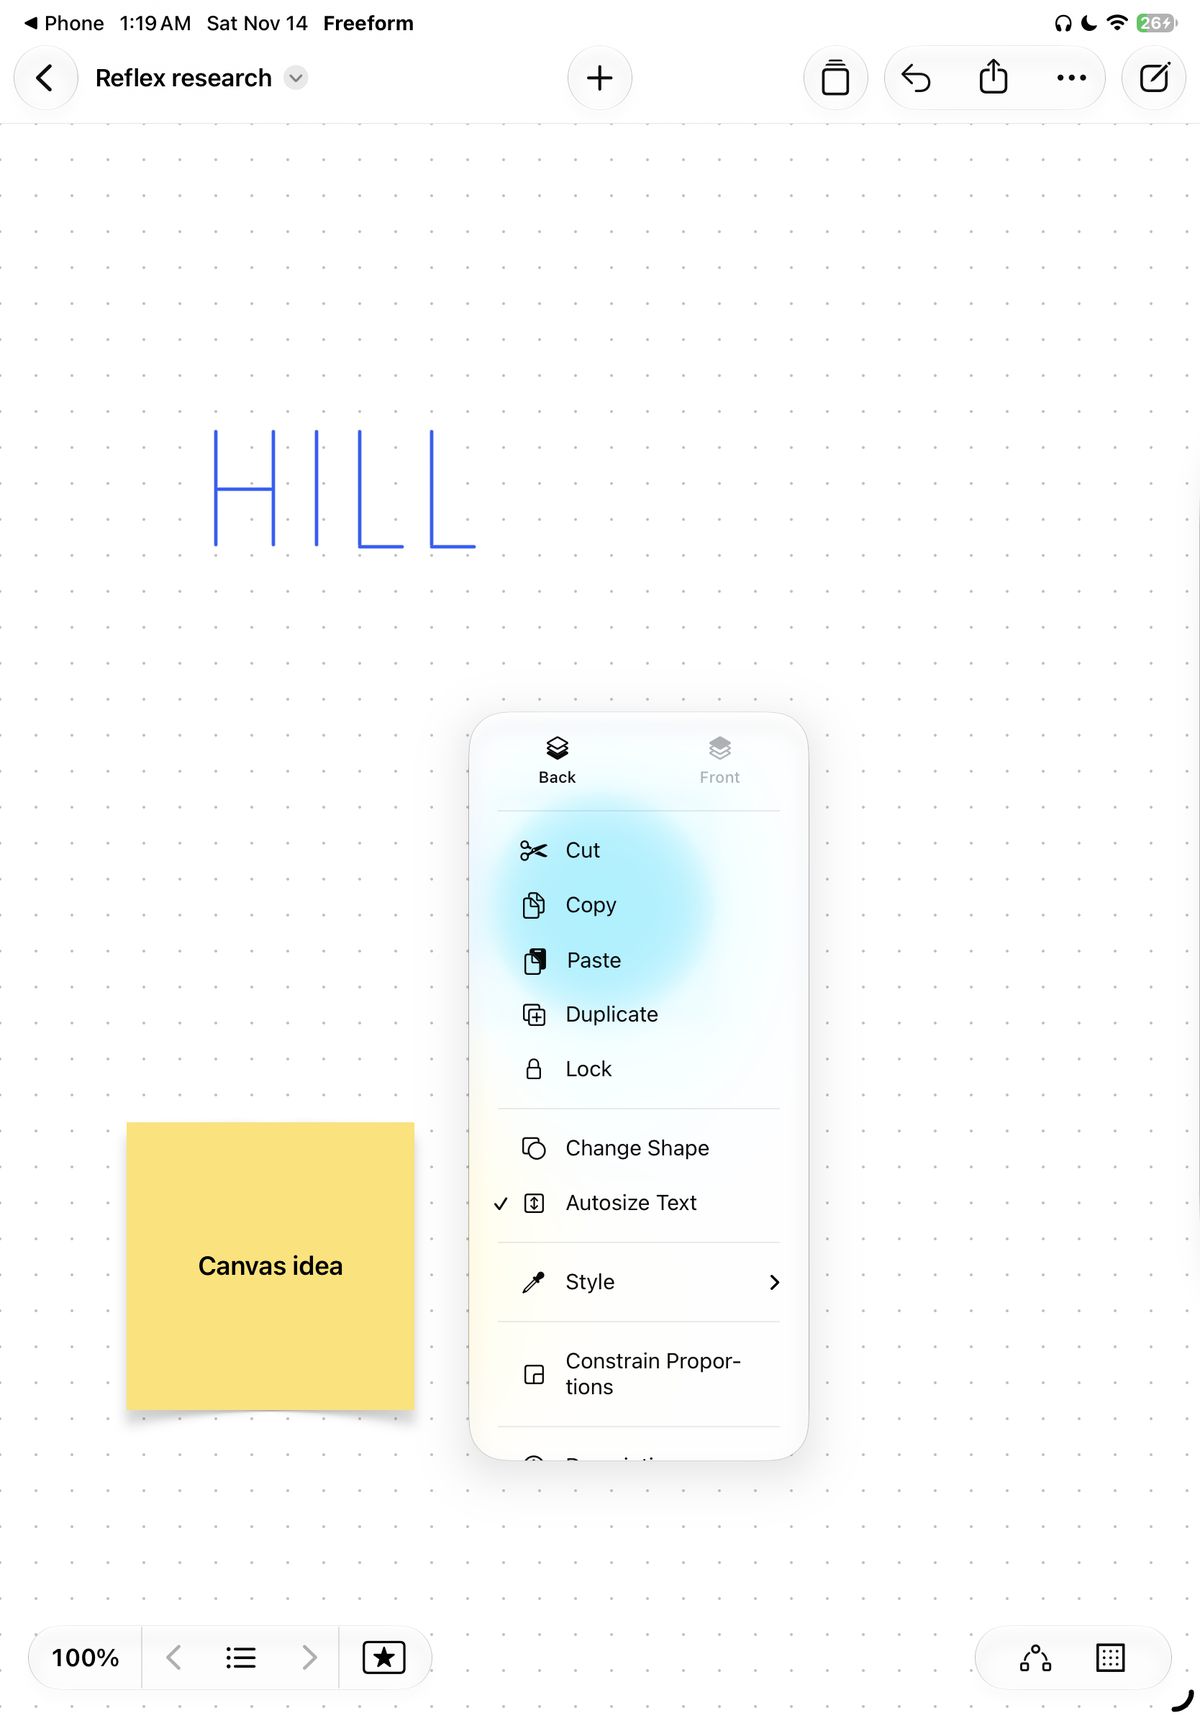 Phone 1:19 AM Sat Nov 14 Freeform 26
Reflex research
HILL
Back Front
Cut
Copy
Paste
Duplicate
Lock
Change Shape
Autosize Text
Style
Constrain Propor-
tions
Canvas idea
100%